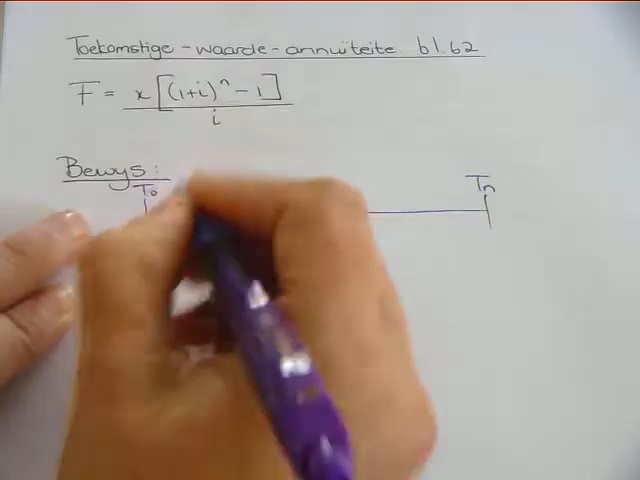 Toekomstige-waarde-annuïteite bl.62
F = x[(1+i)^n - 1]
i
Bewys:
T₀ Tₙ